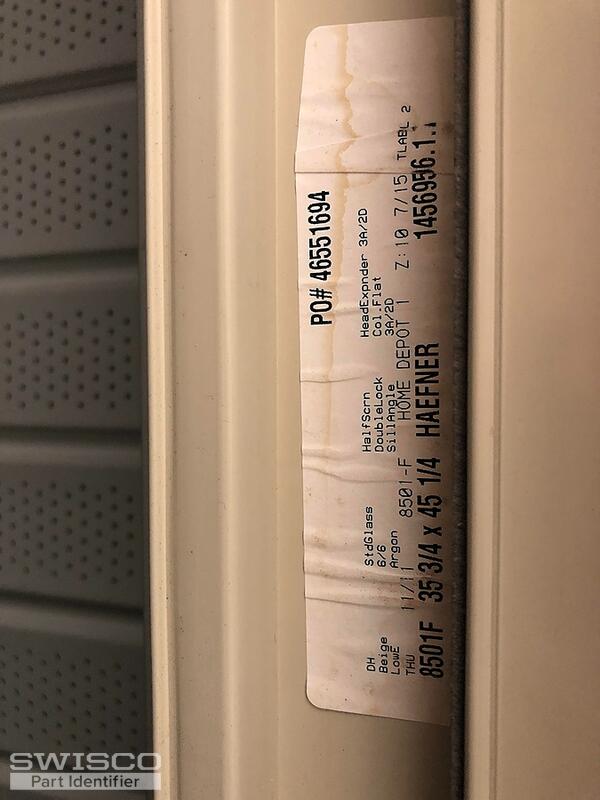 PO# 46551694
DH StdGlass HalfScrn HeadExpnder 3A/2D
Beige 6/6 DoubleLock Col.Flat
LowE Argon SillAngle 3A/2D
THU 11/11 8501-F HOME DEPOT 1 Z:10 7/15 TLABL 2
8501F 35 3/4 x 45 1/4 HAEFNER 1456956.1.1
SWISCO
Part Identifier